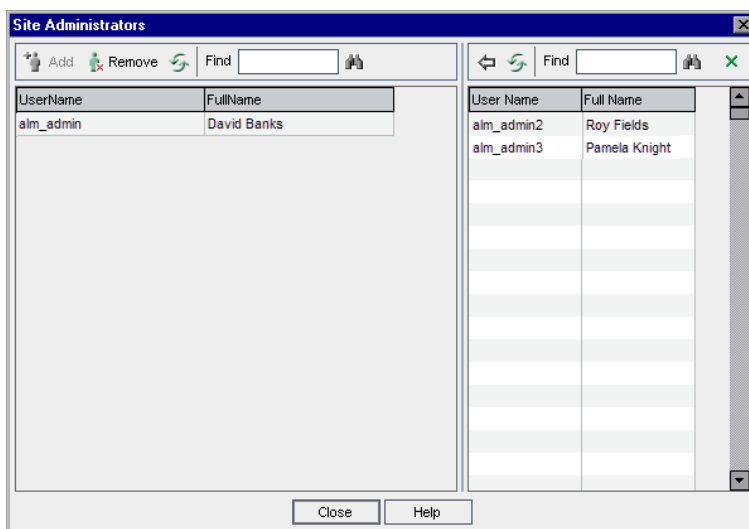 Site Administrators
Add Remove Find
Find
UserName FullName
alm_admin David Banks
User Name Full Name
alm_admin2 Roy Fields
alm_admin3 Pamela Knight
Close Help